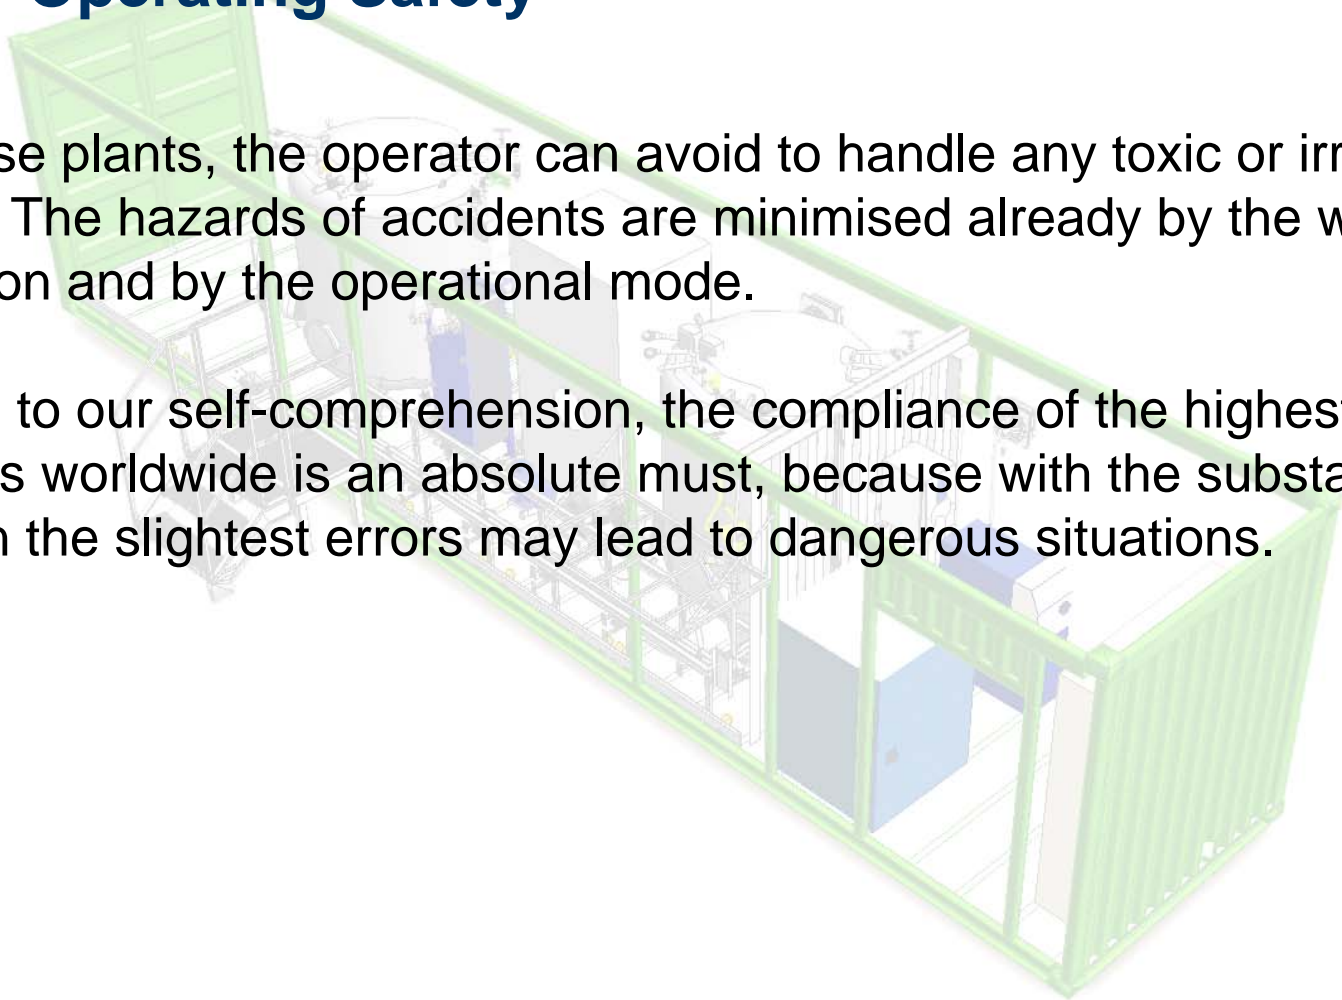 Operating Safety
se plants, the operator can avoid to handle any toxic or irr
The hazards of accidents are minimised already by the w
on and by the operational mode.
to our self-comprehension, the compliance of the highest
s worldwide is an absolute must, because with the substa
n the slightest errors may lead to dangerous situations.